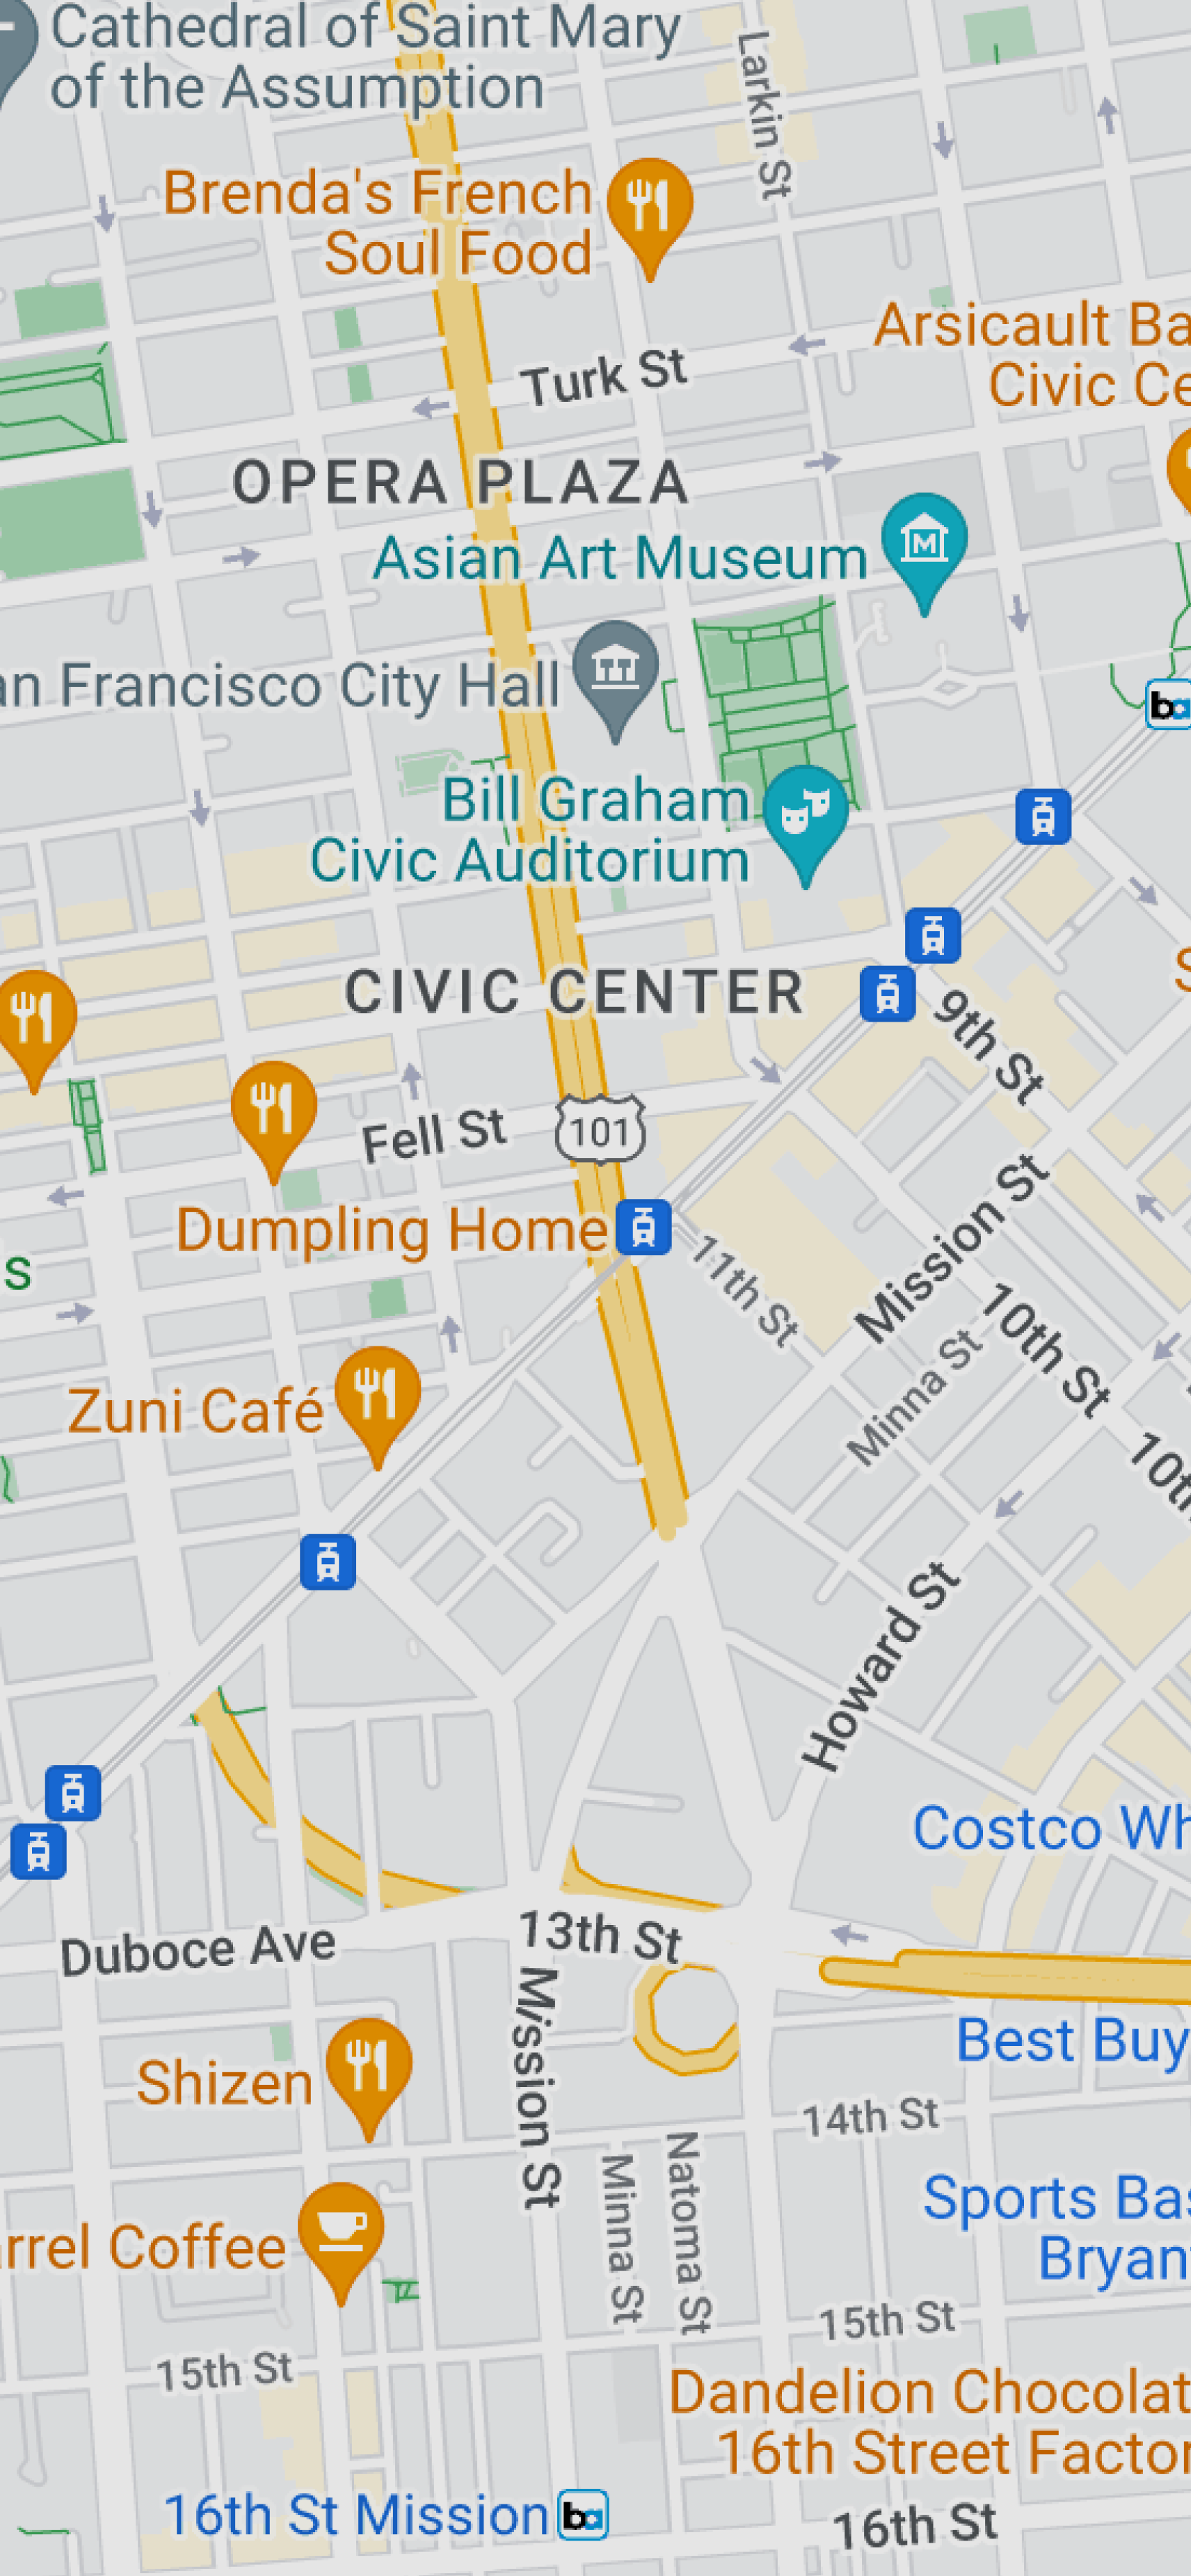 Cathedral of Saint Mary
of the Assumption
Larkin St
Brenda's French
Soul Food
Arsicault Ba
Civic Ce
Turk St
OPERA PLAZA
Asian Art Museum
an Francisco City Hall
ba
Bill Graham
Civic Auditorium
CIVIC CENTER
9th St
Fell St
101
Mission St
Dumpling Home
11th St
s
10th St
Minna St
Zuni Café
10th
Howard St
Costco Wh
Duboce Ave
13th St
Mission St
Best Buy
Shizen
14th St
Minna St
Natoma St
Sports Bas
Bryant
rrel Coffee
15th St
15th St
Dandelion Chocolat
16th Street Factor
16th St Mission
ba
16th St